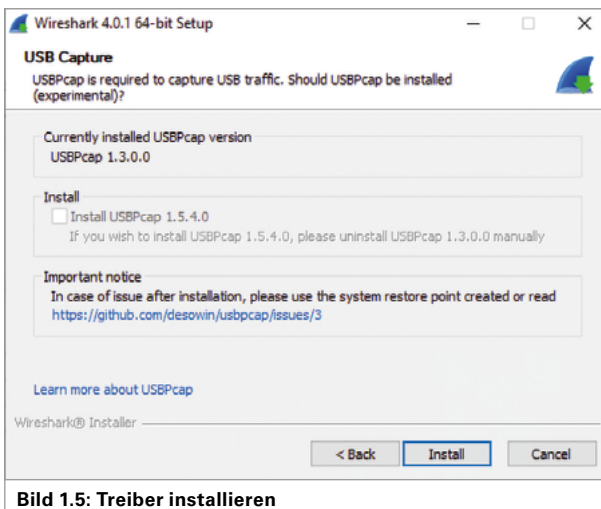 Wireshark 4.0.1 64-bit Setup
USB Capture
USBPcap is required to capture USB traffic. Should USBPcap be installed
(experimental)?
Currently installed USBPcap version
USBPcap 1.3.0.0
Install
Install USBPcap 1.5.4.0
If you wish to install USBPcap 1.5.4.0, please uninstall USBPcap 1.3.0.0 manually
Important notice
In case of issue after installation, please use the system restore point created or read
https://github.com/desowin/usbpcap/issues/3
Learn more about USBPcap
Wireshark® Installer
< Back
Install
Cancel
Bild 1.5: Treiber installieren